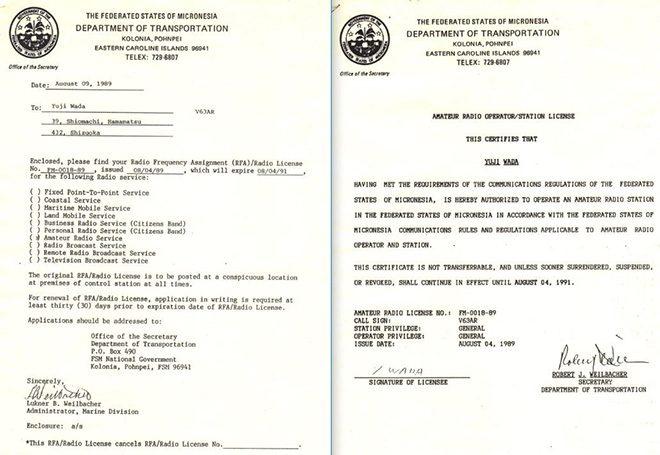 THE FEDERATED STATES OF MICRONESIA
DEPARTMENT OF TRANSPORTATION
KOLONIA, POHNPEI
EASTERN CAROLINE ISLANDS 96941
TELEX: 729-6807
Office of the Secretary
Date: August 09, 1989
To: Yuji Wada
V63AR
39, Shiomachi, Hamamatsu
432, Shizuoka
Enclosed, please find your Radio Frequency Assignment (RFA)/Radio License
No. FM-0018-89 , issued 08/04/89 , which will expire 08/04/91 ,
for the following Radio service:
( ) Fixed Point-To-Point Service
( ) Coastal Service
( ) Maritime Mobile Service
( ) Land Mobile Service
( ) Business Radio Service (Citizens Band)
( ) Personal Radio Service (Citizens Band)
(x) Amateur Radio Service
( ) Radio Broacast Service
( ) Remote Radio Broadcast Service
( ) Television Broadcast Service
The original RFA/Radio License is to be posted at a conspicuous location
at premises of control station at all times.
For renewal of RFA/Radio License, application in writing is required at
least thirty (30) days prior to expiration date of RFA/Radio License.
Applications should be addressed to:
Office of the Secretary
Department of Transportation
P.O. Box 490
FSM National Government
Kolonia, Pohnpei, FSM 96941
Sincerely,
Lukner B. Weilbacher
Administrator, Marine Division
Enclosure: a/s
*This RFA/Radio License cancels RFA/Radio License No.
THE FEDERATED STATES OF MICRONESIA
DEPARTMENT OF TRANSPORTATION
KOLONIA, POHNPEI
EASTERN CAROLINE ISLANDS 96941
TELEX: 729-6807
Office of the Secretary
AMATEUR RADIO OPERATOR/STATION LICENSE
THIS CERTIFIES THAT
YUJI WADA
HAVING MET THE REQUIREMENTS OF THE COMMUNICATIONS REGULATIONS OF THE FEDERATED
STATES OF MICRONESIA, IS HEREBY AUTHORIZED TO OPERATE AN AMATEUR RADIO STATION
IN THE FEDERATED STATES OF MICRONESIA IN ACCORDANCE WITH THE FEDERATED STATES OF
MICRONESIA COMMUNICATIONS RULES AND REGULATIONS APPLICABLE TO AMATEUR RADIO
OPERATOR AND STATION.
THIS CERTIFICATE IS NOT TRANSFERRABLE, AND UNLESS SOONER SURRENDERED, SUSPENDED,
OR REVOKED, SHALL CONTINUE IN EFFECT UNTIL AUGUST 04, 1991.
AMATEUR RADIO LICENSE NO.: FM-0018-89
CALL SIGN: V63AR
STATION PRIVILEGE: GENERAL
OPERATOR PRIVILEGE: GENERAL
ISSUE DATE: AUGUST 04, 1989
Y WADA
SIGNATURE OF LICENSEE
ROBERT J. WEILBACHER
SECRETARY
DEPARTMENT OF TRANSPORTATION